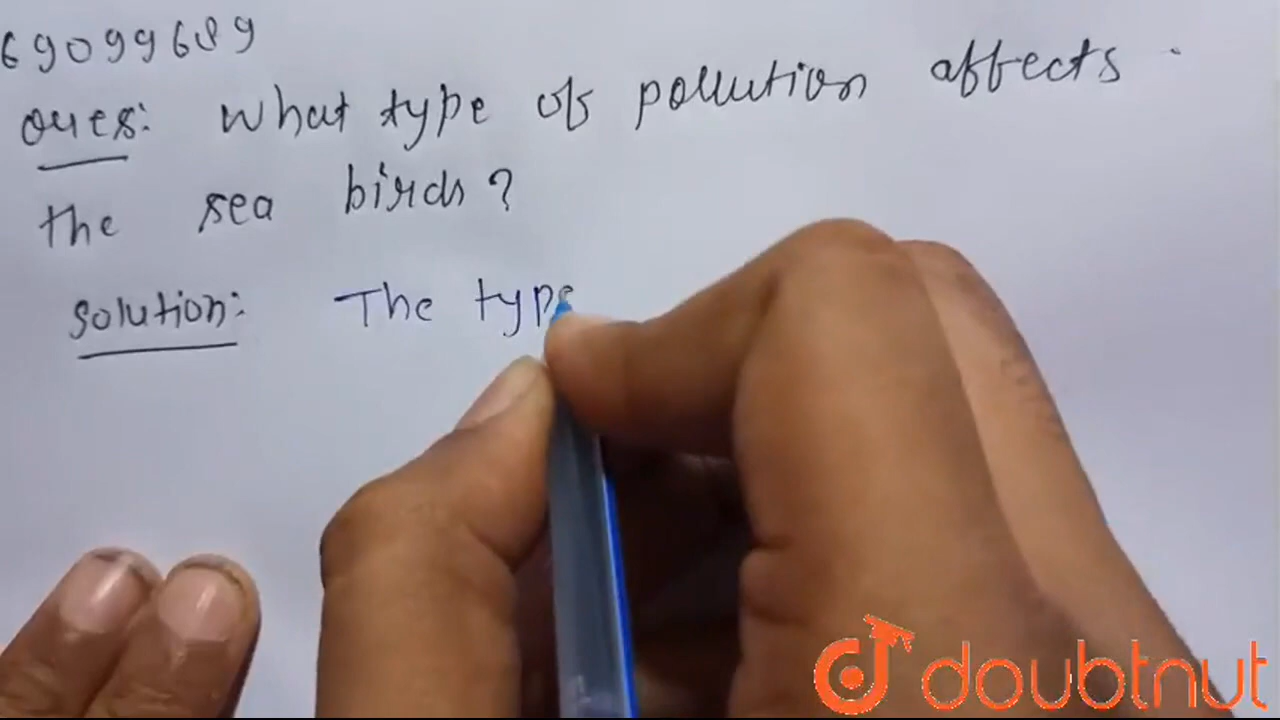 69099689
Ques: What type of pollution affects
the sea birds?
Solution: The type
doubtnut